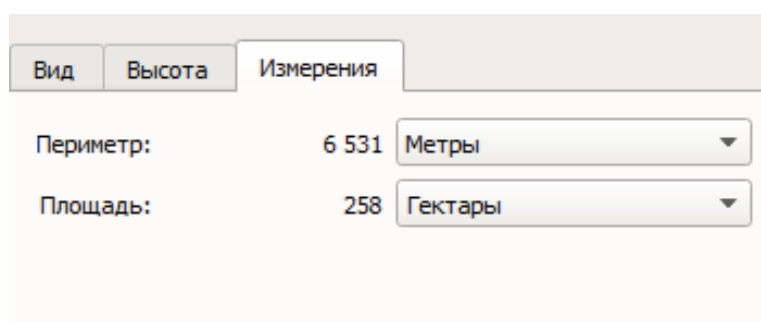 Вид Высота Измерения
Периметр: 6 531 Метры
Площадь: 258 Гектары